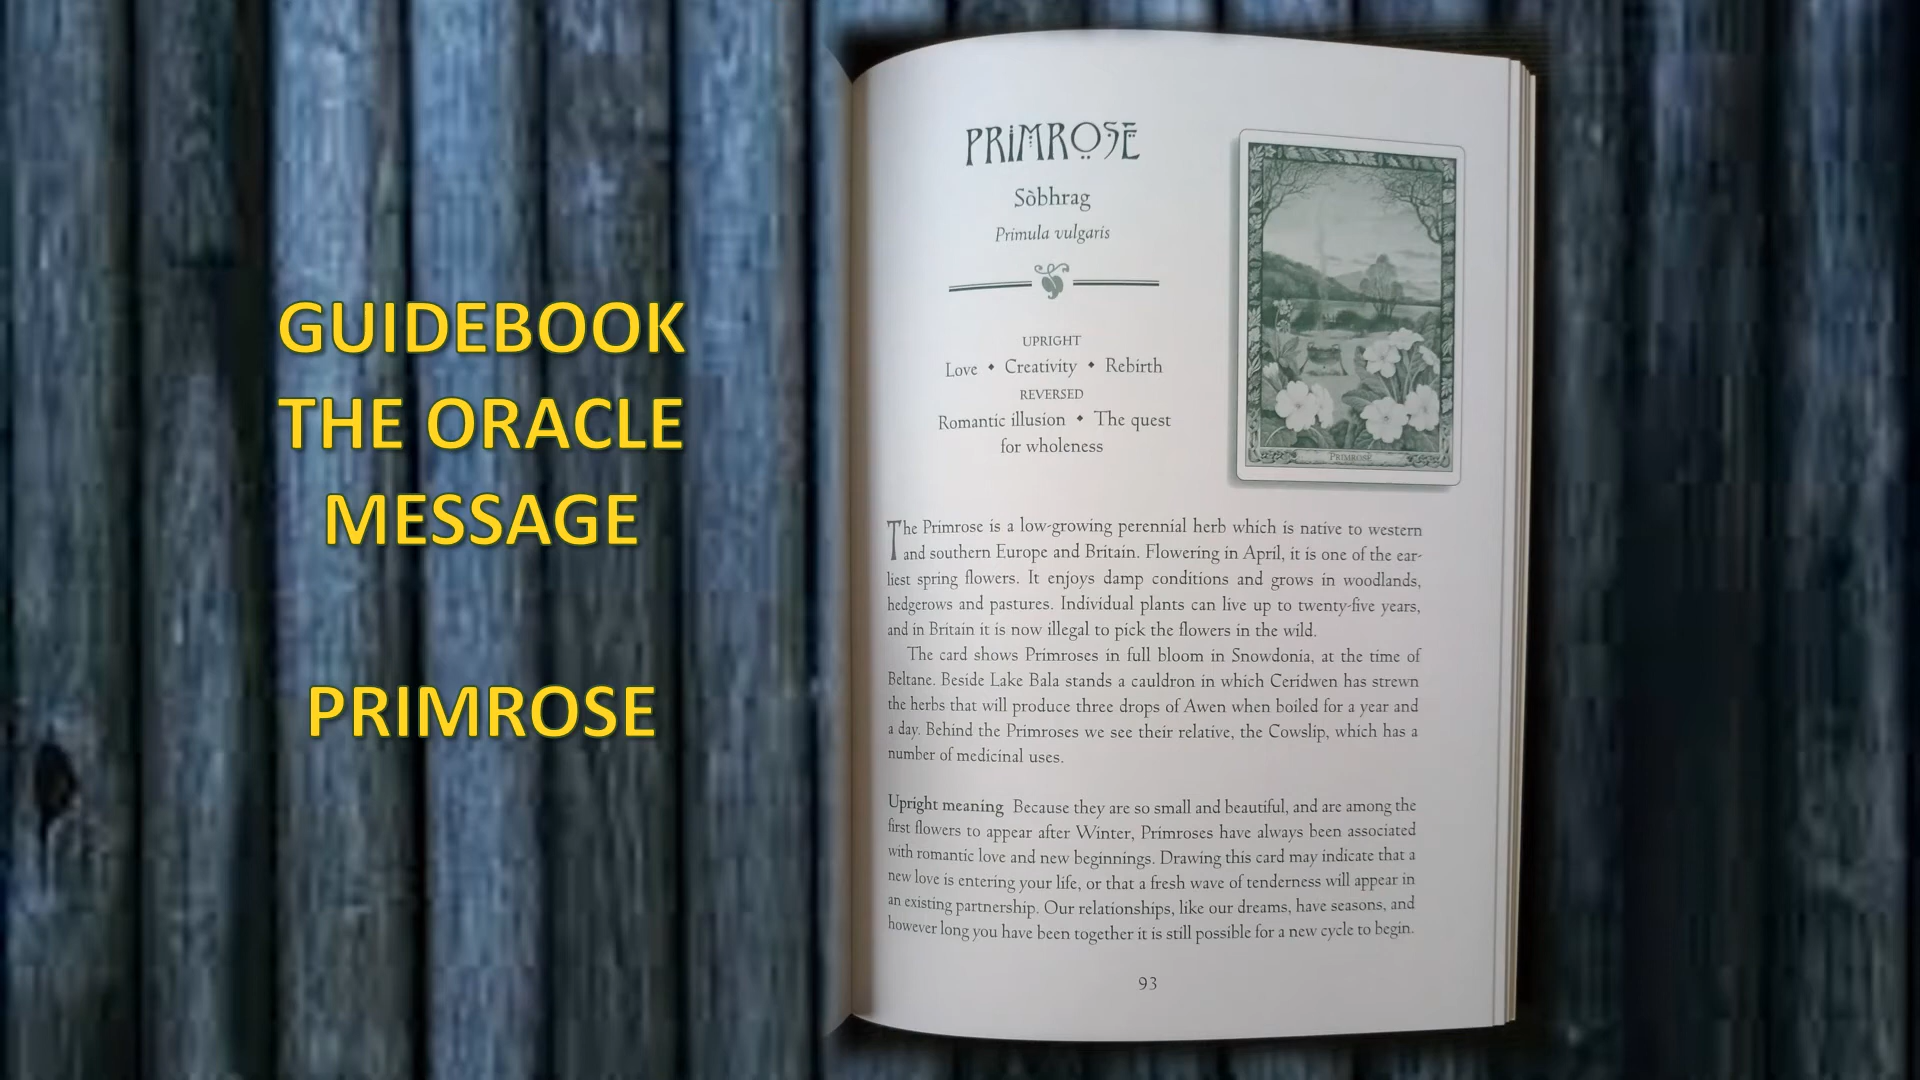 GUIDEBOOK
THE ORACLE
MESSAGE
PRIMROSE
PRIMROSE
Sòbhrag
Primula vulgaris
UPRIGHT
Love ♦ Creativity ♦ Rebirth
REVERSED
Romantic illusion ♦ The quest
for wholeness
PRIMROSE
The Primrose is a low-growing perennial herb which is native to western
and southern Europe and Britain. Flowering in April, it is one of the ear-
liest spring flowers. It enjoys damp conditions and grows in woodlands,
hedgerows and pastures. Individual plants can live up to twenty-five years,
and in Britain it is now illegal to pick the flowers in the wild.
The card shows Primroses in full bloom in Snowdonia, at the time of
Beltane. Beside Lake Bala stands a cauldron in which Ceridwen has strewn
the herbs that will produce three drops of Awen when boiled for a year and
a day. Behind the Primroses we see their relative, the Cowslip, which has a
number of medicinal uses.
Upright meaning Because they are so small and beautiful, and are among the
first flowers to appear after Winter, Primroses have always been associated
with romantic love and new beginnings. Drawing this card may indicate that a
new love is entering your life, or that a fresh wave of tenderness will appear in
an existing partnership. Our relationships, like our dreams, have seasons, and
however long you have been together it is still possible for a new cycle to begin.
93